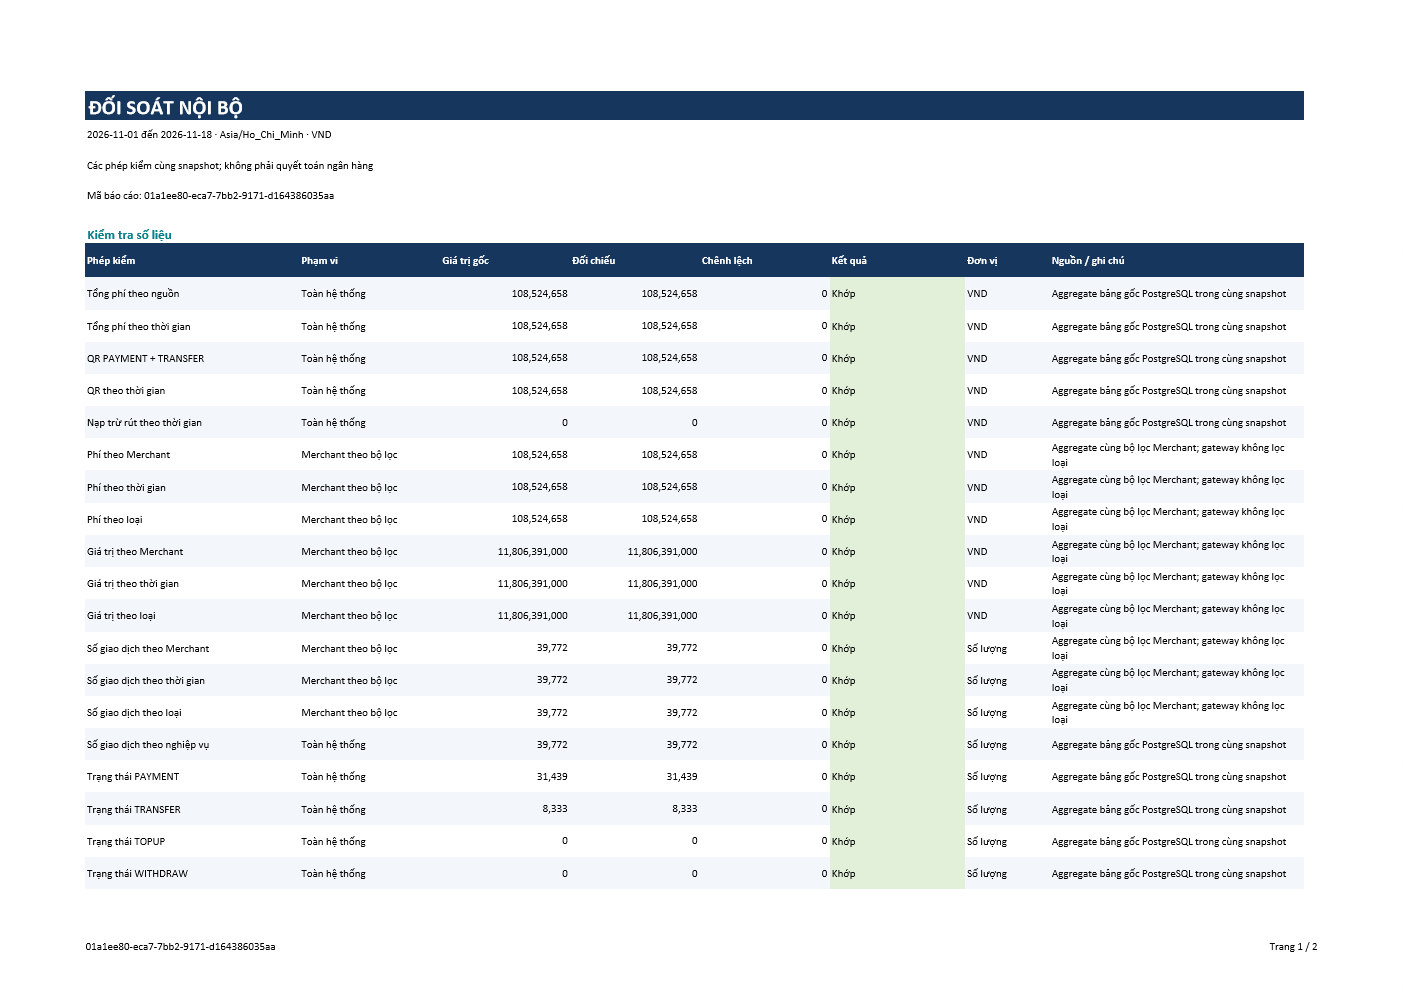 ĐỐI SOÁT NỘI BỘ
2026-11-01 đến 2026-11-18 · Asia/Ho_Chi_Minh · VND
Các phép kiểm cùng snapshot; không phải quyết toán ngân hàng
Mã báo cáo: 01a1ee80-eca7-7bb2-9171-d164386035aa
Kiểm tra số liệu
Phép kiểm Phạm vi Giá trị gốc Đối chiếu Chênh lệch Kết quả Đơn vị Nguồn / ghi chú
Tổng phí theo nguồn Toàn hệ thống 108,524,658 108,524,658 0 Khớp VND Aggregate bảng gốc PostgreSQL trong cùng snapshot
Tổng phí theo thời gian Toàn hệ thống 108,524,658 108,524,658 0 Khớp VND Aggregate bảng gốc PostgreSQL trong cùng snapshot
QR PAYMENT + TRANSFER Toàn hệ thống 108,524,658 108,524,658 0 Khớp VND Aggregate bảng gốc PostgreSQL trong cùng snapshot
QR theo thời gian Toàn hệ thống 108,524,658 108,524,658 0 Khớp VND Aggregate bảng gốc PostgreSQL trong cùng snapshot
Nạp trừ rút theo thời gian Toàn hệ thống 0 0 0 Khớp VND Aggregate bảng gốc PostgreSQL trong cùng snapshot
Phí theo Merchant Merchant theo bộ lọc 108,524,658 108,524,658 0 Khớp VND Aggregate cùng bộ lọc Merchant; gateway không lọc
loại
Phí theo thời gian Merchant theo bộ lọc 108,524,658 108,524,658 0 Khớp VND Aggregate cùng bộ lọc Merchant; gateway không lọc
loại
Phí theo loại Merchant theo bộ lọc 108,524,658 108,524,658 0 Khớp VND Aggregate cùng bộ lọc Merchant; gateway không lọc
loại
Giá trị theo Merchant Merchant theo bộ lọc 11,806,391,000 11,806,391,000 0 Khớp VND Aggregate cùng bộ lọc Merchant; gateway không lọc
loại
Giá trị theo thời gian Merchant theo bộ lọc 11,806,391,000 11,806,391,000 0 Khớp VND Aggregate cùng bộ lọc Merchant; gateway không lọc
loại
Giá trị theo loại Merchant theo bộ lọc 11,806,391,000 11,806,391,000 0 Khớp VND Aggregate cùng bộ lọc Merchant; gateway không lọc
loại
Số giao dịch theo Merchant Merchant theo bộ lọc 39,772 39,772 0 Khớp Số lượng Aggregate cùng bộ lọc Merchant; gateway không lọc
loại
Số giao dịch theo thời gian Merchant theo bộ lọc 39,772 39,772 0 Khớp Số lượng Aggregate cùng bộ lọc Merchant; gateway không lọc
loại
Số giao dịch theo loại Merchant theo bộ lọc 39,772 39,772 0 Khớp Số lượng Aggregate cùng bộ lọc Merchant; gateway không lọc
loại
Số giao dịch theo nghiệp vụ Toàn hệ thống 39,772 39,772 0 Khớp Số lượng Aggregate bảng gốc PostgreSQL trong cùng snapshot
Trạng thái PAYMENT Toàn hệ thống 31,439 31,439 0 Khớp Số lượng Aggregate bảng gốc PostgreSQL trong cùng snapshot
Trạng thái TRANSFER Toàn hệ thống 8,333 8,333 0 Khớp Số lượng Aggregate bảng gốc PostgreSQL trong cùng snapshot
Trạng thái TOPUP Toàn hệ thống 0 0 0 Khớp Số lượng Aggregate bảng gốc PostgreSQL trong cùng snapshot
Trạng thái WITHDRAW Toàn hệ thống 0 0 0 Khớp Số lượng Aggregate bảng gốc PostgreSQL trong cùng snapshot
01a1ee80-eca7-7bb2-9171-d164386035aa Trang 1 / 2